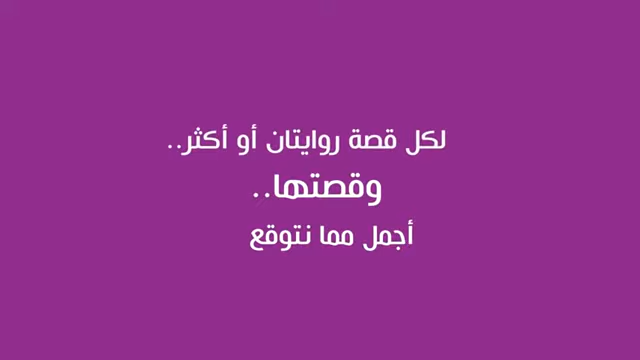 لكل قصة روايتان أو أكثر..
وقصتها..
أجمل مما نتوقع